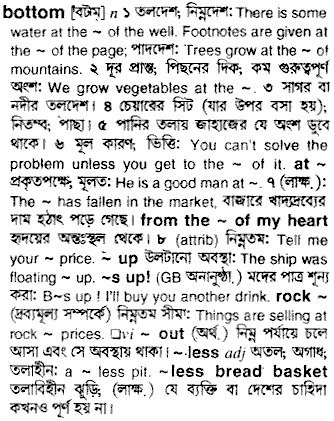 bottom [বটাম] n ১ তলদেশ; নিম্নদেশ: There is some
water at the ~ of the well. Footnotes are given at
the ~ of the page; পাদদেশ: Trees grow at the ~ of
mountains. ২ দূর প্রান্ত; পিছনের দিক; কম গুরুত্বপূর্ণ
অংশ: We grow vegetables at the ~. ৩ সাগর বা
নদীর তলদেশ। ৪ চেয়ারের সিট (যার উপর বসা হয়);
নিতম্ব; পাছা। ৫ পানির তলায় জাহাজের যে অংশ ডুবে
থাকে। ৬ মূল কারণ; ভিত্তি: You can't solve the
problem unless you get to the ~ of it. at ~
প্রকৃতপক্ষে; মূলত: He is a good man at ~. ৭ (লাক্ষ.):
The ~ has fallen in the market, বাজারে খাদ্যদ্রব্যের
দাম হঠাৎ পড়ে গেছে। from the ~ of my heart
হৃদয়ের অন্তঃস্থল থেকে। ৮ (attrib) নিম্নতম: Tell me
your ~ price. ~ up উলটানো অবস্থা: The ship was
floating ~ up. ~s up! (GB অনানুষ্ঠা.) মদের পাত্র শূন্য
করা: B~s up ! I'll buy you another drink. rock ~
(দ্রব্যমূল্য সম্পর্কে) নিম্নতম সীমা: Things are selling at
rock ~ prices. □vi ~ out (অর্থ.) নিম্ন পর্যায়ে চলে
আসা এবং সে অবস্থায় থাকা। ~less adj অতল; অগাধ;
তলাহীন: a ~ less pit. ~less bread basket
তলাবিহীন ঝুড়ি; (লাক্ষ.) যে ব্যক্তি বা দেশের চাহিদা
কখনও পূর্ণ হয় না।